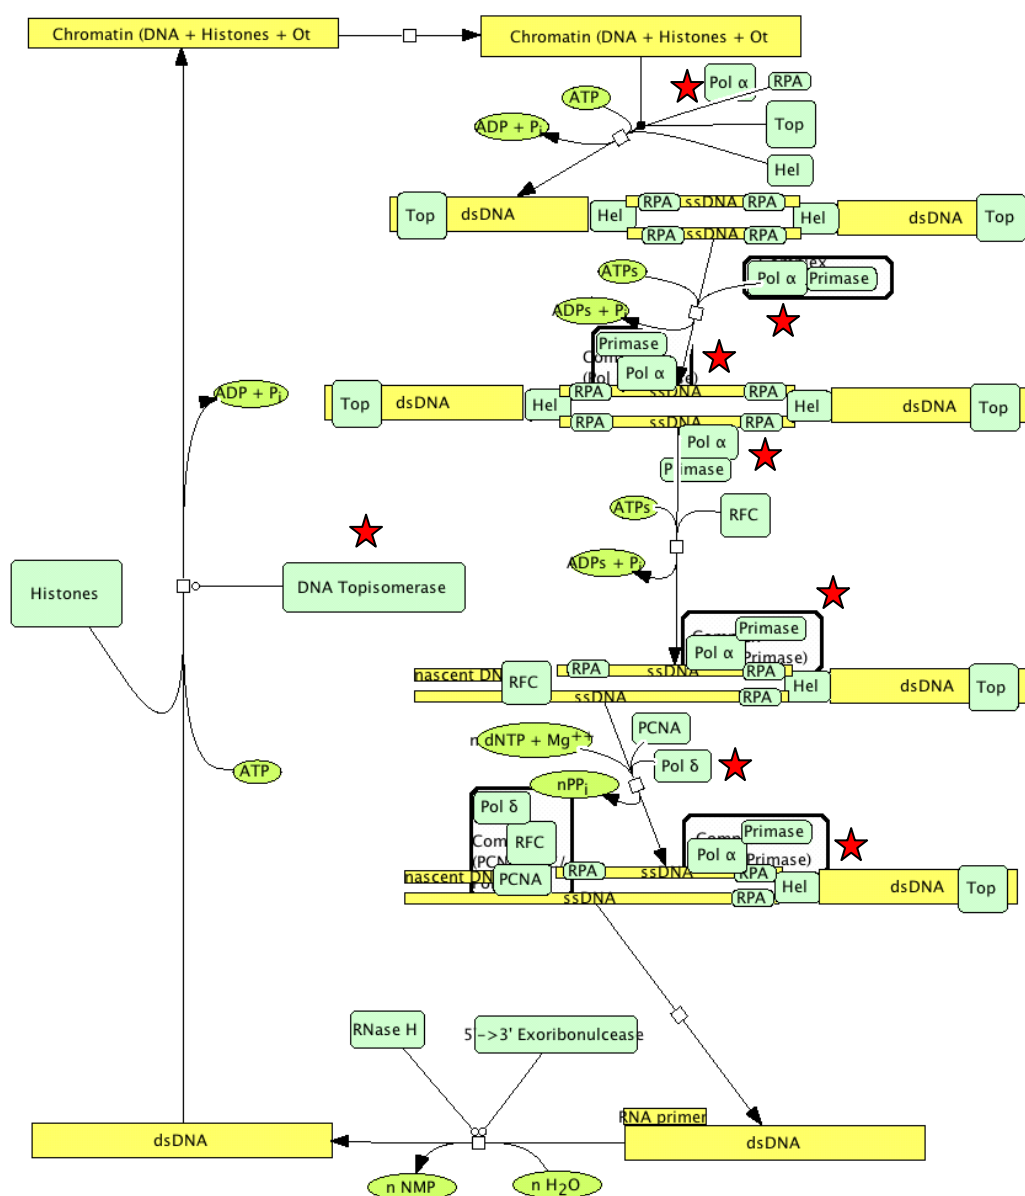 Chromatin (DNA + Histones + Ot
Chromatin (DNA + Histones + Ot
Pol α
RPA
ATP
ADP + Pi
Top
Hel
Top
dsDNA
Hel
RPA
ssDNA
RPA
RPA
ssDNA
RPA
Hel
dsDNA
Top
ATPs
Pol α
Primase
ADPs + Pi
Primase
Pol α
ADP + Pi
Top
dsDNA
Hel
RPA
ssDNA
RPA
RPA
ssDNA
RPA
Hel
dsDNA
Top
Pol α
Primase
ATPs
RFC
ADPs + Pi
Histones
DNA Topisomerase
Primase
Pol α
Primase)
nascent DN
RFC
RPA
ssDNA
RPA
ssDNA
RPA
Hel
dsDNA
Top
PCNA
n dNTP + Mg++
Pol δ
ATP
nPPi
Pol δ
RFC
Primase
Pol α
Primase)
nascent DN
PCNA
RPA
ssDNA
RPA
ssDNA
RPA
Hel
dsDNA
Top
RNase H
5'->3' Exoribonulcease
RNA primer
dsDNA
dsDNA
n NMP
n H2O